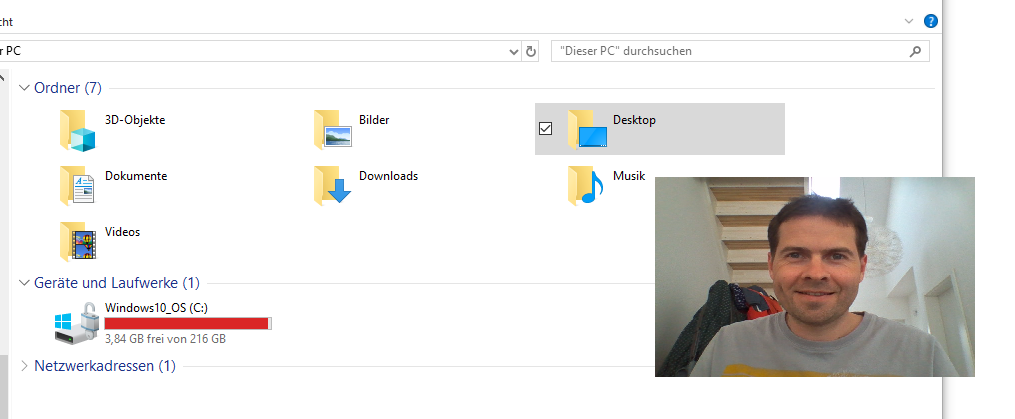 cht
r PC
"Dieser PC" durchsuchen
Ordner (7)
3D-Objekte
Bilder
Desktop
Dokumente
Downloads
Musik
Videos
Geräte und Laufwerke (1)
Windows10_OS (C:)
3,84 GB frei von 216 GB
Netzwerkadressen (1)